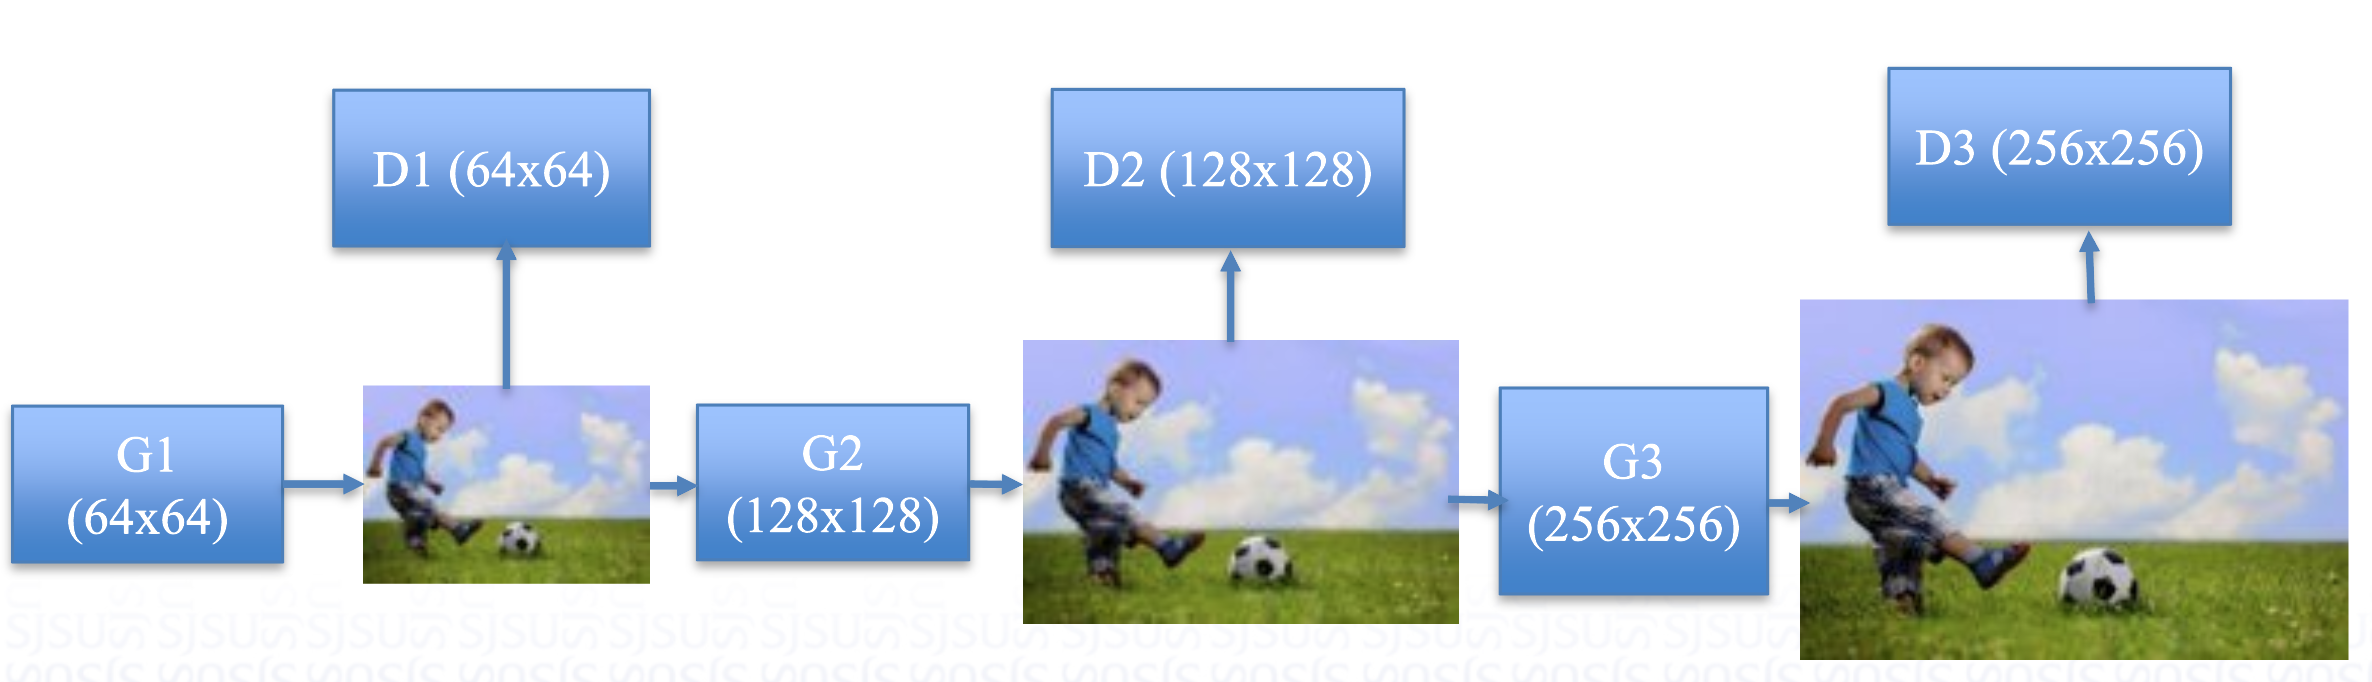 D1 (64x64)
D2 (128x128)
D3 (256x256)
G1
(64x64)
G2
(128x128)
G3
(256x256)
SJSU SJSU SJSU SJSU SJSU SJSU SJSU SJSU SJSU SJSU SJSU SJSU